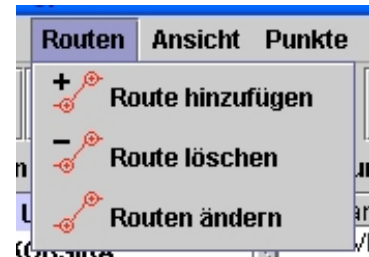 Routen Ansicht Punkte
Route hinzufügen
Route löschen
Routen ändern